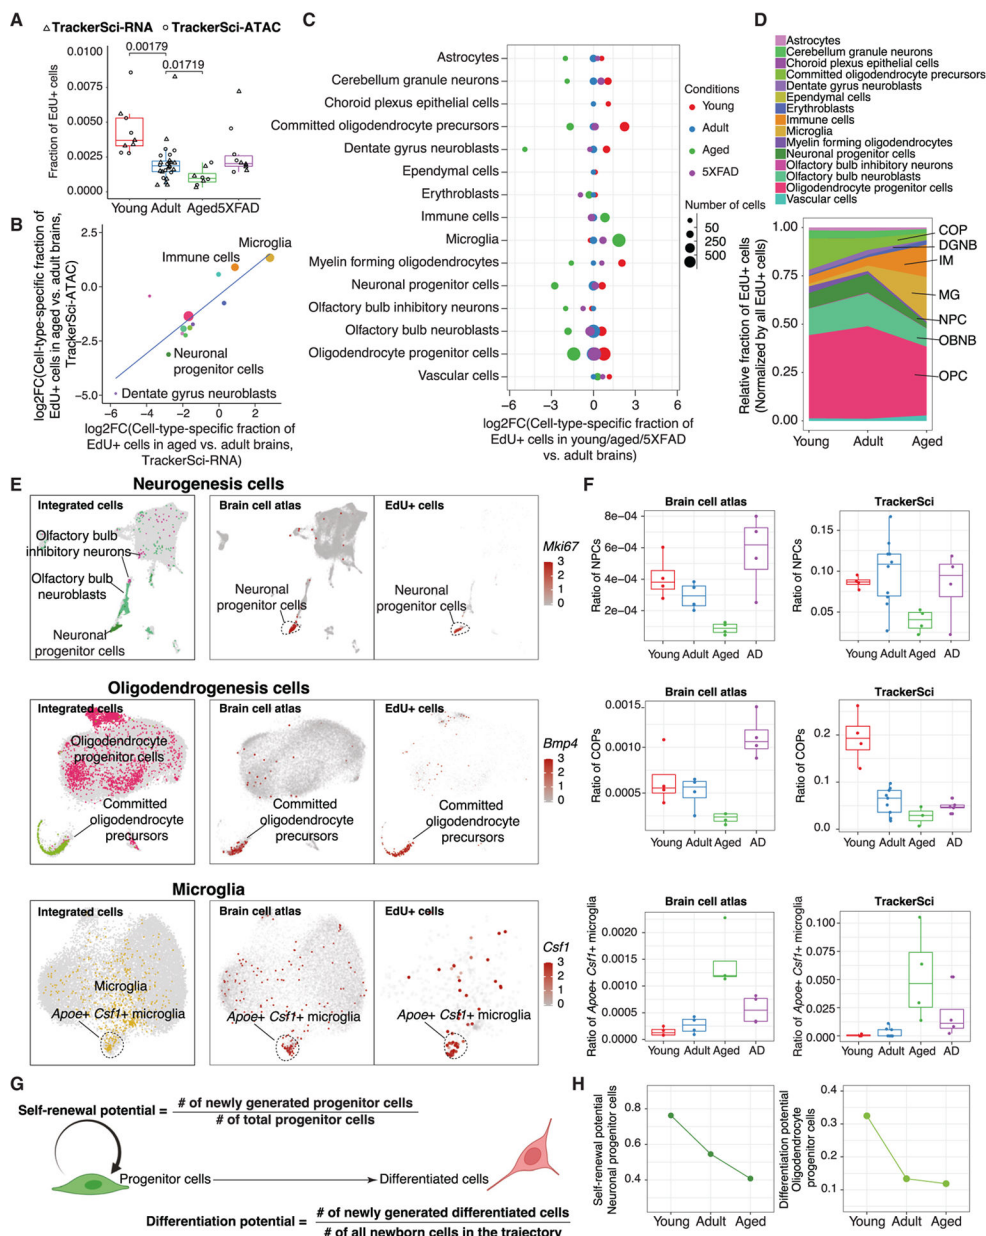 A
△ TrackerSci-RNA ○ TrackerSci-ATAC
Fraction of EdU+ cells
0.0100
0.0075
0.0050
0.0025
0.0000
0.00179
0.01719
Young Adult Aged 5XFAD
B
log2FC(Cell-type-specific fraction of
EdU+ cells in aged vs. adult brains,
TrackerSci-ATAC)
2.5
0.0
−2.5
−5.0
Microglia
Immune cells
Neuronal
progenitor cells
Dentate gyrus neuroblasts
−6 −4 −2 0 2
log2FC(Cell-type-specific fraction of
EdU+ cells in aged vs. adult brains,
TrackerSci-RNA)
C
Astrocytes
Cerebellum granule neurons
Choroid plexus epithelial cells
Committed oligodendrocyte precursors
Dentate gyrus neuroblasts
Ependymal cells
Erythroblasts
Immune cells
Microglia
Myelin forming oligodendrocytes
Neuronal progenitor cells
Olfactory bulb inhibitory neurons
Olfactory bulb neuroblasts
Oligodendrocyte progenitor cells
Vascular cells
−6 −3 0 3 6
log2FC(Cell-type-specific fraction of
EdU+ cells in young/aged/5XFAD
vs. adult brains)
Conditions
Young
Adult
Aged
5XFAD
Number of cells
50
250
500
D
Astrocytes
Cerebellum granule neurons
Choroid plexus epithelial cells
Committed oligodendrocyte precursors
Dentate gyrus neuroblasts
Ependymal cells
Erythroblasts
Immune cells
Microglia
Myelin forming oligodendrocytes
Neuronal progenitor cells
Olfactory bulb inhibitory neurons
Olfactory bulb neuroblasts
Oligodendrocyte progenitor cells
Vascular cells
Relative fraction of EdU+ cells
(Normalized by all EdU+ cells)
1.00
0.75
0.50
0.25
0.00
COP
DGNB
IM
MG
NPC
OBNB
OPC
Young Adult Aged
E
Neurogenesis cells
Integrated cells
Olfactory bulb
inhibitory neurons
Olfactory bulb
neuroblasts
Neuronal
progenitor cells
Brain cell atlas
Neuronal
progenitor cells
EdU+ cells
Neuronal
progenitor cells
Mki67
3
2
1
0
Oligodendrogenesis cells
Integrated cells
Oligodendrocyte
progenitor cells
Committed
oligodendrocyte
precursors
Brain cell atlas
Committed
oligodendrocyte
precursors
EdU+ cells
Committed
oligodendrocyte
precursors
Bmp4
3
2
1
0
Microglia
Integrated cells
Microglia
Apoe+ Csf1+ microglia
Brain cell atlas
Apoe+ Csf1+ microglia
EdU+ cells
Apoe+ Csf1+ microglia
Csf1
3
2
1
0
F
Brain cell atlas
Ratio of NPCs
8e−04
6e−04
4e−04
2e−04
Young Adult Aged AD
TrackerSci
Ratio of NPCs
0.15
0.10
0.05
Young Adult Aged AD
Brain cell atlas
Ratio of COPs
0.0015
0.0010
0.0005
Young Adult Aged AD
TrackerSci
Ratio of COPs
0.2
0.1
0.0
Young Adult Aged AD
Brain cell atlas
Ratio of Apoe+ Csf1+ microglia
0.0020
0.0015
0.0010
0.0005
0.0000
Young Adult Aged AD
TrackerSci
Ratio of Apoe+ Csf1+ microglia
0.100
0.075
0.050
0.025
0.000
Young Adult Aged AD
G
Self-renewal potential =
# of newly generated progenitor cells
# of total progenitor cells
Progenitor cells
Differentiated cells
Differentiation potential =
# of newly generated differentiated cells
# of all newborn cells in the trajectory
H
Self-renewal potential
Neuronal progenitor cells
0.8
0.6
0.4
Young Adult Aged
Differentiation potential
Oligodendrocyte
progenitor cells
0.4
0.3
0.2
0.1
Young Adult Aged